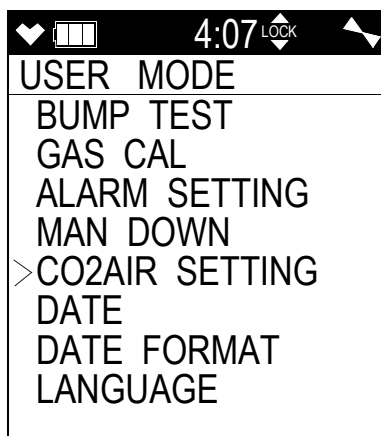 4:07 LOCK
USER MODE
BUMP TEST
GAS CAL
ALARM SETTING
MAN DOWN
>CO2AIR SETTING
DATE
DATE FORMAT
LANGUAGE